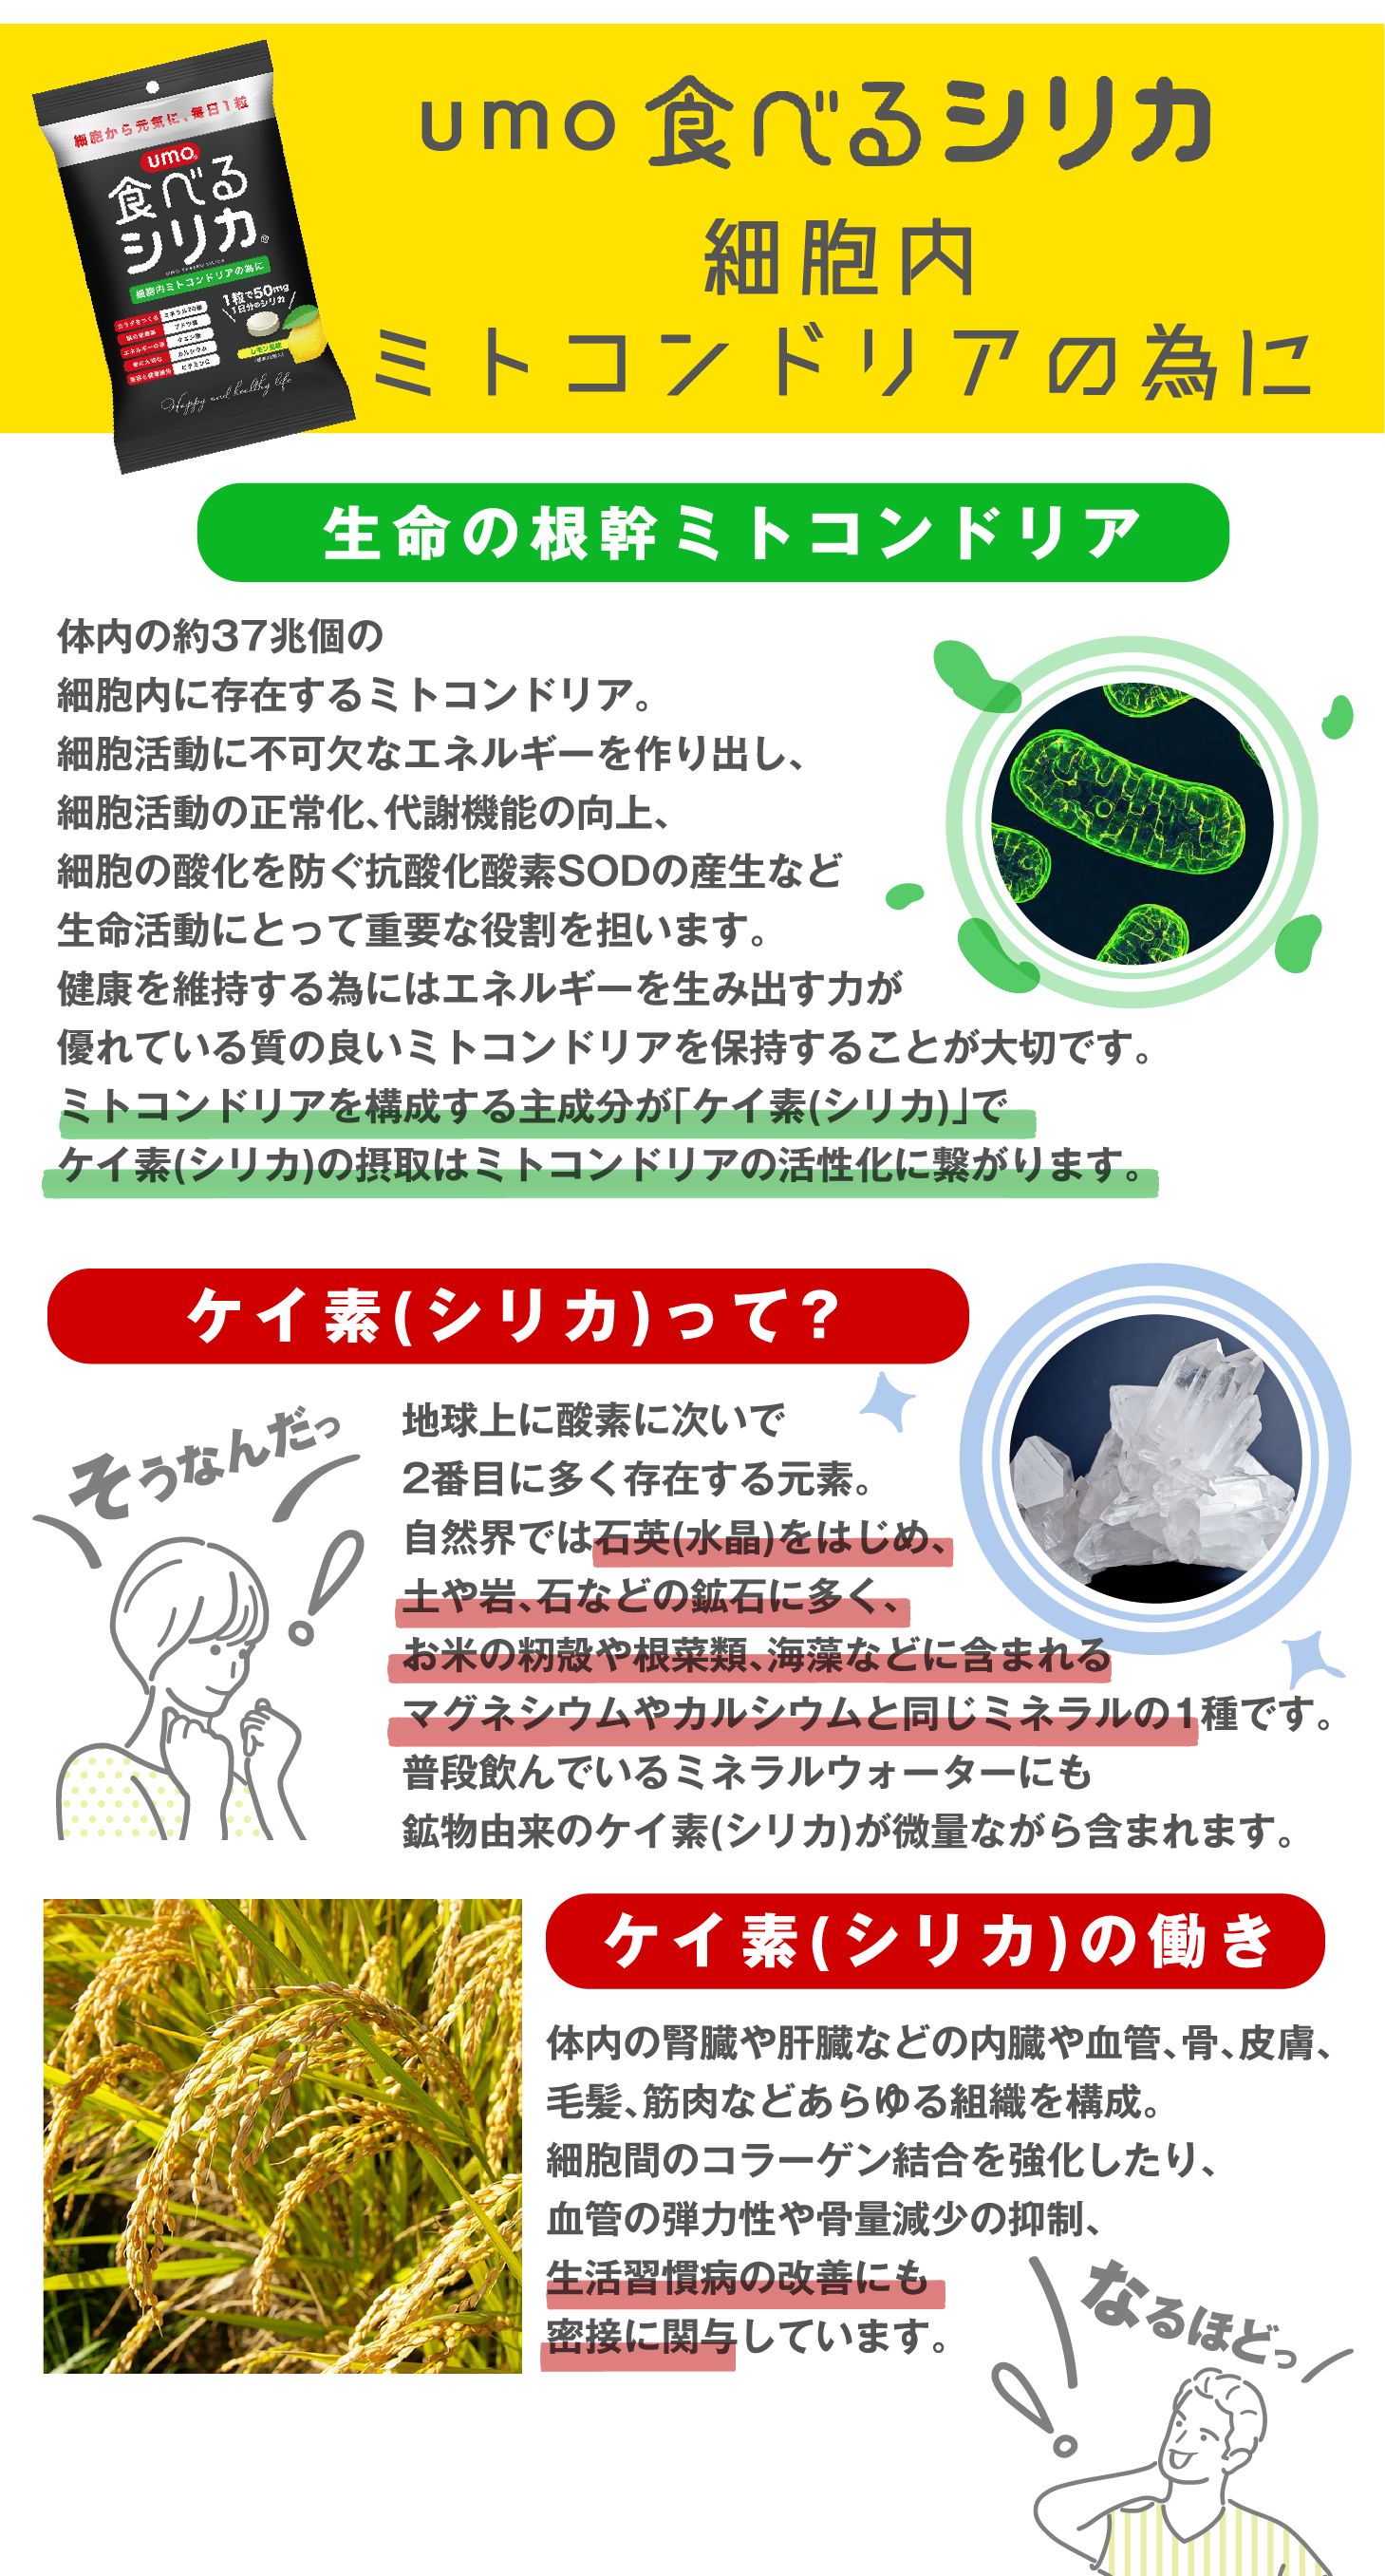 細胞から元気に、毎日1粒
umo
食べる
シリカ
細胞内ミトコンドリアの為に
1粒で50mg
1日分のシリカ
レモン風味
Happy and healthy life
umo 食べるシリカ
細胞内
ミトコンドリアの為に
生命の根幹ミトコンドリア
体内の約37兆個の
細胞内に存在するミトコンドリア。
細胞活動に不可欠なエネルギーを作り出し、
細胞活動の正常化、代謝機能の向上、
細胞の酸化を防ぐ抗酸化酸素SODの産生など
生命活動にとって重要な役割を担います。
健康を維持する為にはエネルギーを生み出す力が
優れている質の良いミトコンドリアを保持することが大切です。
ミトコンドリアを構成する主成分が「ケイ素(シリカ)」で
ケイ素(シリカ)の摂取はミトコンドリアの活性化に繋がります。
ケイ素(シリカ)って?
そうなんだっ
地球上に酸素に次いで
2番目に多く存在する元素。
自然界では石英(水晶)をはじめ、
土や岩、石などの鉱石に多く、
お米の籾殻や根菜類、海藻などに含まれる
マグネシウムやカルシウムと同じミネラルの1種です。
普段飲んでいるミネラルウォーターにも
鉱物由来のケイ素(シリカ)が微量ながら含まれます。
ケイ素(シリカ)の働き
体内の腎臓や肝臓などの内臓や血管、骨、皮膚、
毛髪、筋肉などあらゆる組織を構成。
細胞間のコラーゲン結合を強化したり、
血管の弾力性や骨量減少の抑制、
生活習慣病の改善にも
密接に関与しています。
なるほどっ